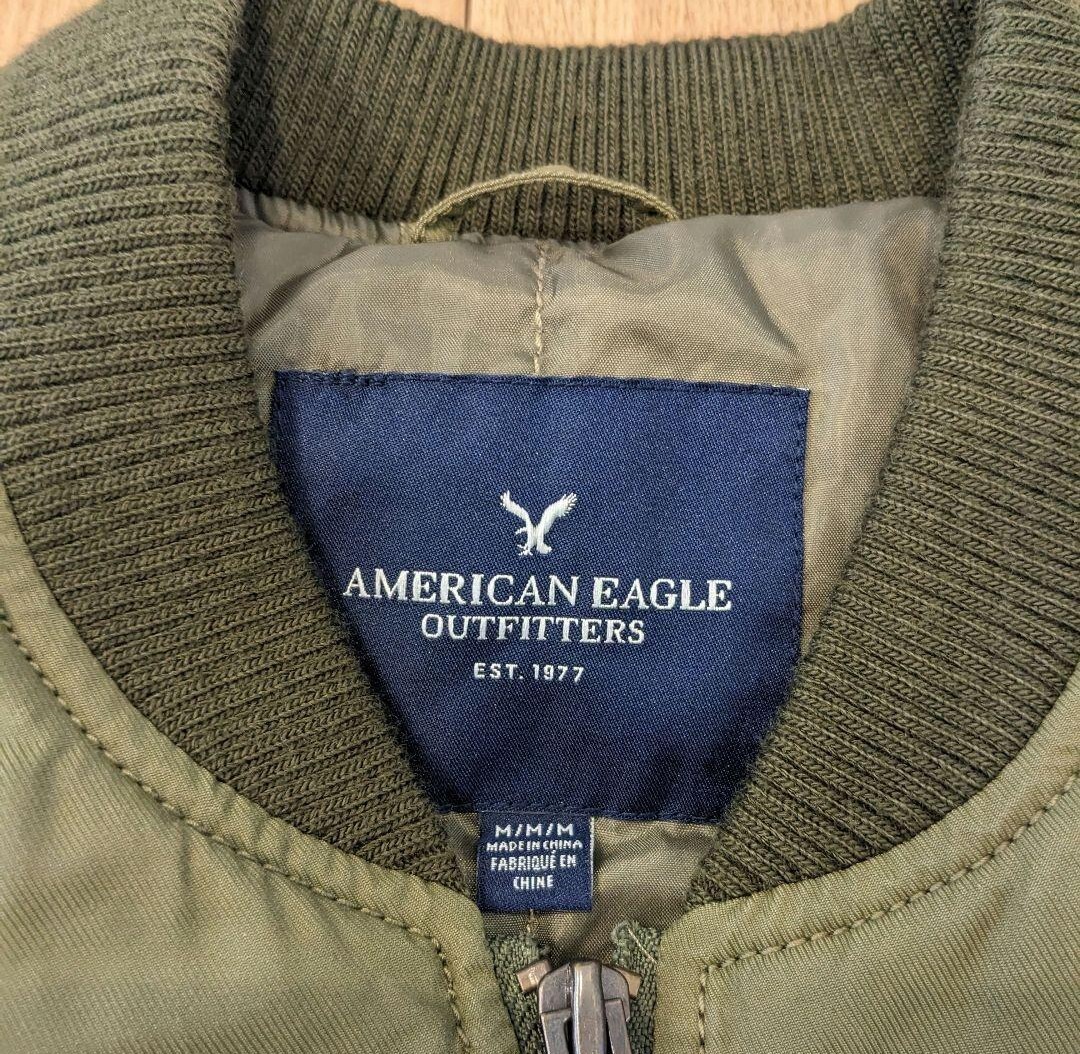 AMERICAN EAGLE
OUTFITTERS
EST. 1977
M/M/M
MADE IN CHINA
FABRIQUÉ EN
CHINE